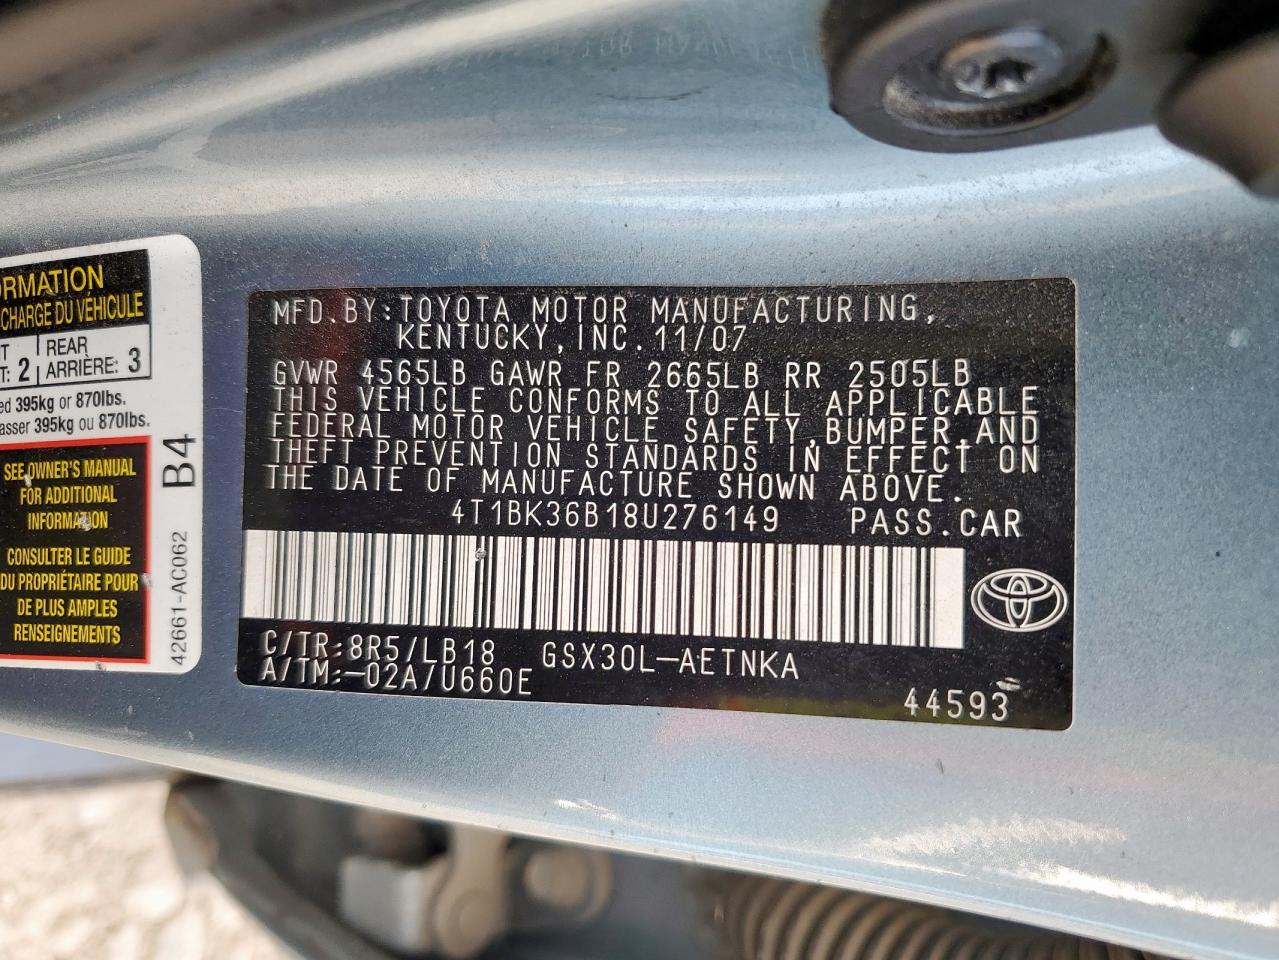 ORMATION
CHARGE DU VÉHICULE
REAR
: 2 ARRIÈRE: 3
395kg or 870lbs.
asser 395kg ou 870lbs.
SEE OWNER'S MANUAL
FOR ADDITIONAL
INFORMATION
CONSULTER LE GUIDE
DU PROPRIÉTAIRE POUR
DE PLUS AMPLES
RENSEIGNEMENTS
42661-AC062 B4
MFD.BY:TOYOTA MOTOR MANUFACTURING,
KENTUCKY,INC.11/07
GVWR 4565LB GAWR FR 2665LB RR 2505LB
THIS VEHICLE CONFORMS TO ALL APPLICABLE
FEDERAL MOTOR VEHICLE SAFETY,BUMPER,AND
THEFT PREVENTION STANDARDS IN EFFECT ON
THE DATE OF MANUFACTURE SHOWN ABOVE.
4T1BK36B18U276149 PASS.CAR
C/TR:8R5/LB18 GSX30L-AETNKA
A/TM:-02A/U660E
44593